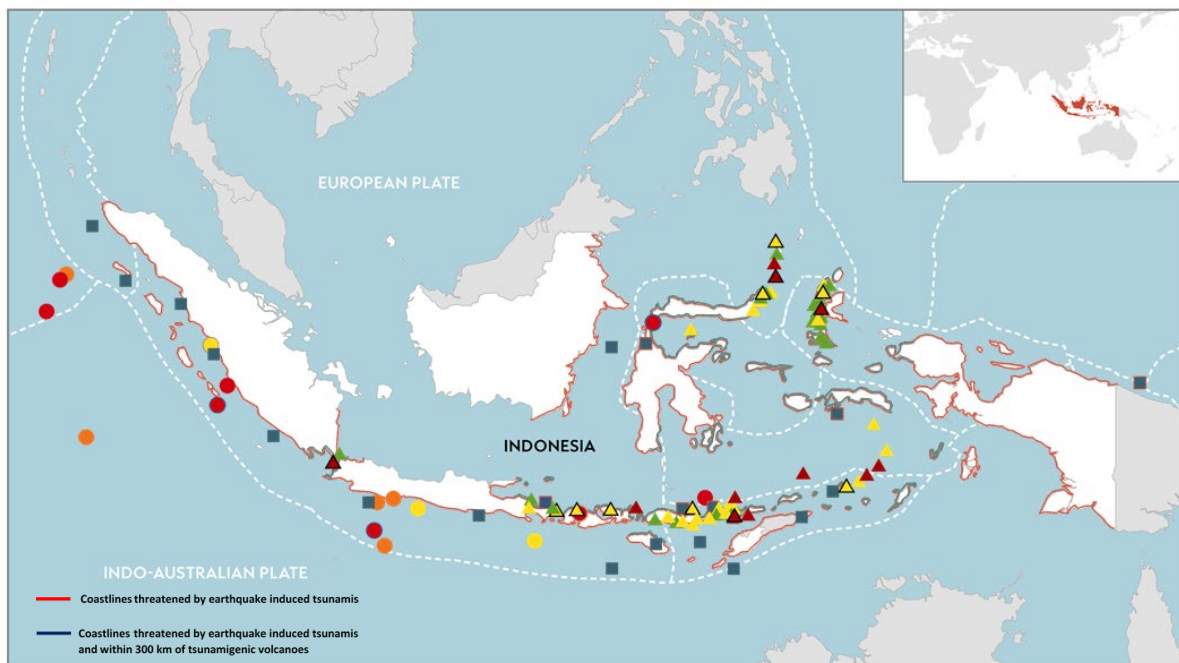 EUROPEAN PLATE
INDONESIA
INDO-AUSTRALIAN PLATE
Coastlines threatened by earthquake induced tsunamis
Coastlines threatened by earthquake induced tsunamis
and within 300 km of tsunamigenic volcanoes